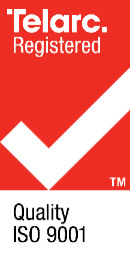 Telarc.
Registered
TM
Quality
ISO 9001